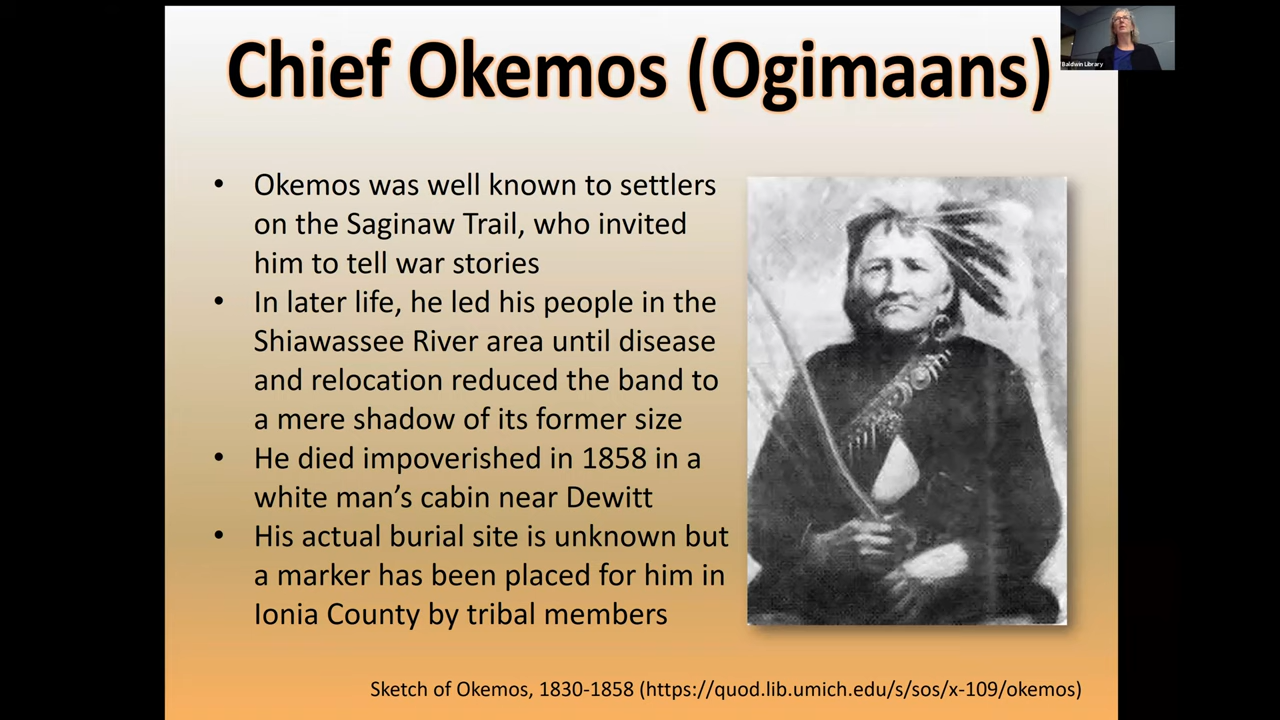 Chief Okemos (Ogimaans)
Baldwin Library
• Okemos was well known to settlers
on the Saginaw Trail, who invited
him to tell war stories
• In later life, he led his people in the
Shiawassee River area until disease
and relocation reduced the band to
a mere shadow of its former size
• He died impoverished in 1858 in a
white man’s cabin near Dewitt
• His actual burial site is unknown but
a marker has been placed for him in
Ionia County by tribal members
Sketch of Okemos, 1830-1858 (https://quod.lib.umich.edu/s/sos/x-109/okemos)